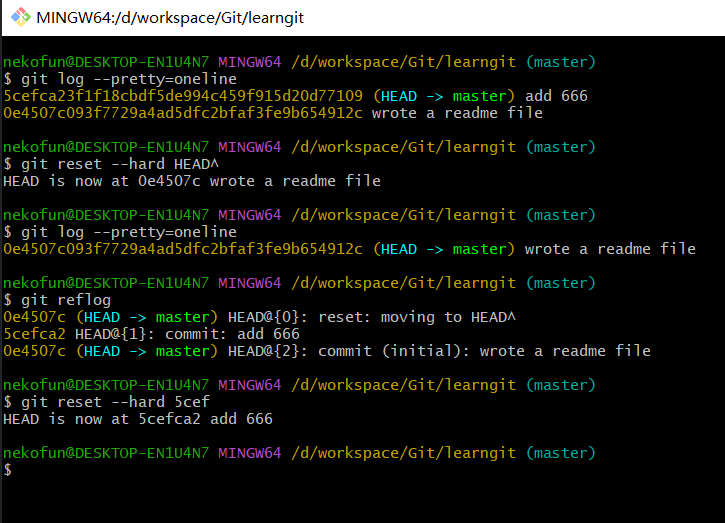 MINGW64:/d/workspace/Git/learngit
nekofun@DESKTOP-EN1U4N7 MINGW64 /d/workspace/Git/learngit (master)
$ git log --pretty=oneline
5cefca23f1f18cbdf5de994c459f915d20d77109 (HEAD -> master) add 666
0e4507c093f7729a4ad5dfc2bfaf3fe9b654912c wrote a readme file
nekofun@DESKTOP-EN1U4N7 MINGW64 /d/workspace/Git/learngit (master)
$ git reset --hard HEAD^
HEAD is now at 0e4507c wrote a readme file
nekofun@DESKTOP-EN1U4N7 MINGW64 /d/workspace/Git/learngit (master)
$ git log --pretty=oneline
0e4507c093f7729a4ad5dfc2bfaf3fe9b654912c (HEAD -> master) wrote a readme file
nekofun@DESKTOP-EN1U4N7 MINGW64 /d/workspace/Git/learngit (master)
$ git reflog
0e4507c (HEAD -> master) HEAD@{0}: reset: moving to HEAD^
5cefca2 HEAD@{1}: commit: add 666
0e4507c (HEAD -> master) HEAD@{2}: commit (initial): wrote a readme file
nekofun@DESKTOP-EN1U4N7 MINGW64 /d/workspace/Git/learngit (master)
$ git reset --hard 5cef
HEAD is now at 5cefca2 add 666
nekofun@DESKTOP-EN1U4N7 MINGW64 /d/workspace/Git/learngit (master)
$